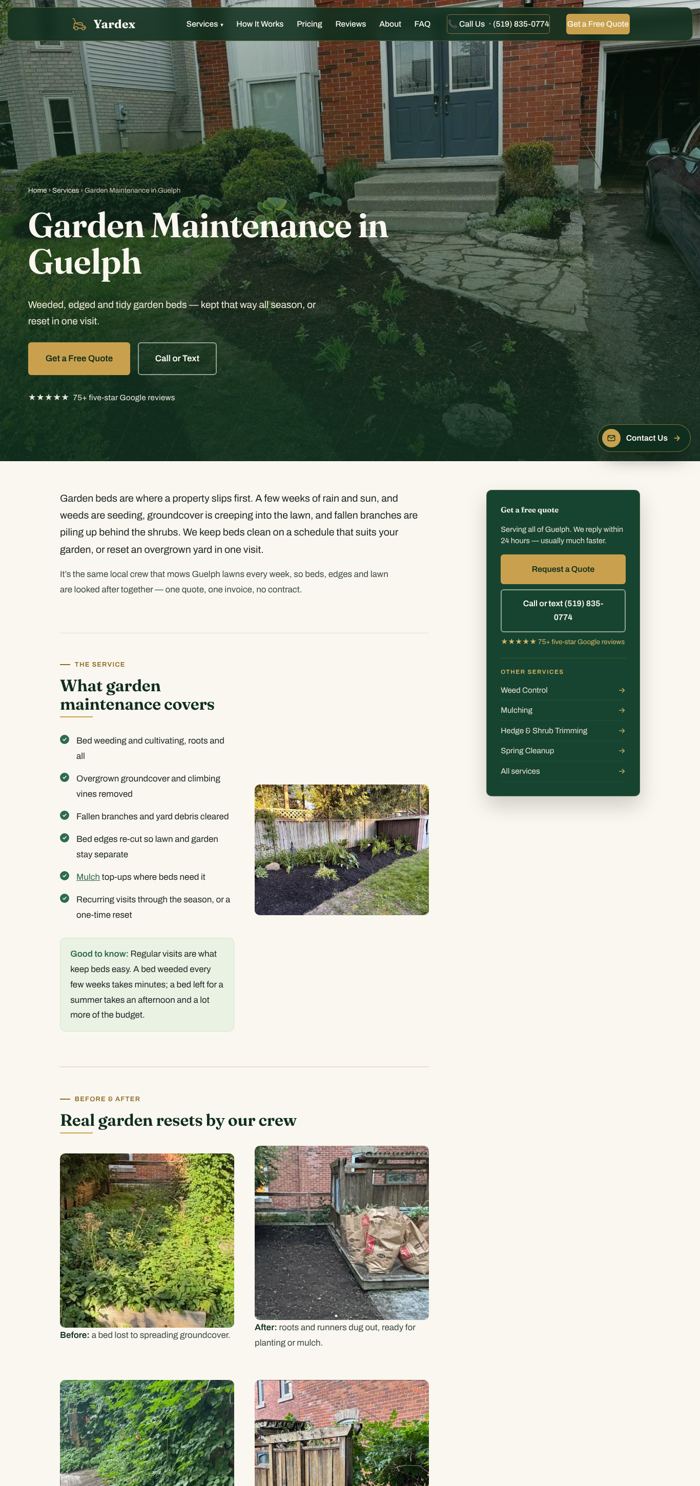 Yardex
Services ▾
How It Works
Pricing
Reviews
About
FAQ
📞 Call Us · (519) 835-0774
Get a Free Quote
Home › Services › Garden Maintenance in Guelph
Garden Maintenance in
Guelph
Weeded, edged and tidy garden beds — kept that way all season, or
reset in one visit.
Get a Free Quote
Call or Text
★★★★★ 75+ five-star Google reviews
Contact Us →
Garden beds are where a property slips first. A few weeks of rain and sun, and
weeds are seeding, groundcover is creeping into the lawn, and fallen branches are
piling up behind the shrubs. We keep beds clean on a schedule that suits your
garden, or reset an overgrown yard in one visit.
It's the same local crew that mows Guelph lawns every week, so beds, edges and lawn
are looked after together — one quote, one invoice, no contract.
THE SERVICE
What garden
maintenance covers
Bed weeding and cultivating, roots and
all
Overgrown groundcover and climbing
vines removed
Fallen branches and yard debris cleared
Bed edges re-cut so lawn and garden
stay separate
Mulch top-ups where beds need it
Recurring visits through the season, or a
one-time reset
Good to know: Regular visits are what
keep beds easy. A bed weeded every
few weeks takes minutes; a bed left for a
summer takes an afternoon and a lot
more of the budget.
BEFORE & AFTER
Real garden resets by our crew
Before: a bed lost to spreading groundcover.
After: roots and runners dug out, ready for
planting or mulch.
Get a free quote
Serving all of Guelph. We reply within
24 hours — usually much faster.
Request a Quote
Call or text (519) 835-
0774
★★★★★ 75+ five-star Google reviews
OTHER SERVICES
Weed Control →
Mulching →
Hedge & Shrub Trimming →
Spring Cleanup →
All services →